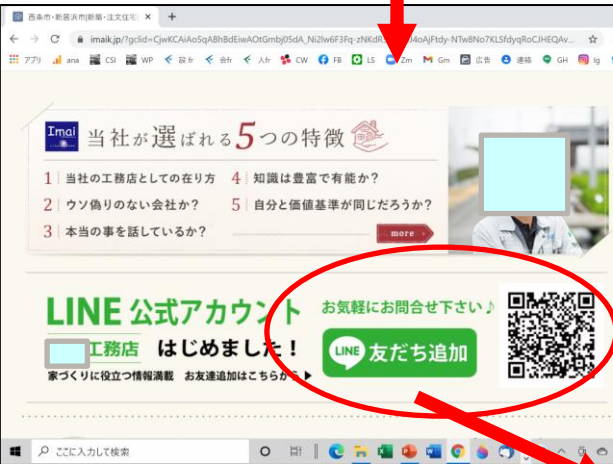 西条市・新居浜市|新築・注文住宅
imaik.jp/?gclid=CjwKCAiAo5qABhBdEiwAOtGmbj05dA_Ni2lw6F3Fq-zNKdR
アプリ ana CSI WP 設fr 会fr 人fr CW FB LS Zm Gm 広告 連絡 GH ig
Imai
当社が選ばれる5つの特徴
1 当社の工務店としての在り方 4 知識は豊富で有能か?
2 ウソ偽りのない会社か? 5 自分と価値基準が同じだろうか?
3 本当の事を話しているか?
more
LINE 公式アカウント
工務店 はじめました!
家づくりに役立つ情報満載 お友達追加はこちらから ▶
お気軽にお問合せ下さい♪
LINE 友だち追加
ここに入力して検索